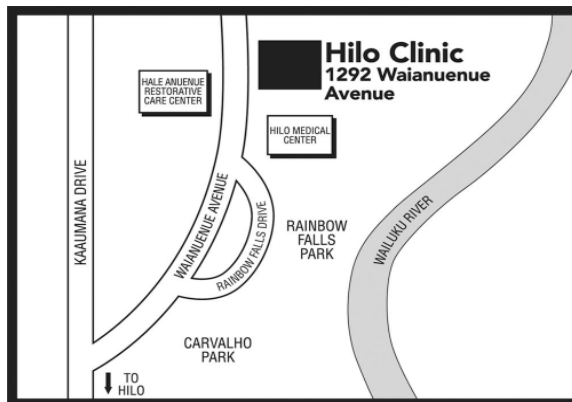 Hilo Clinic
1292 Waianuenue
Avenue
HALE ANUENUE
RESTORATIVE
CARE CENTER
HILO MEDICAL
CENTER
KAAUMANA DRIVE
WAIANUENUE AVENUE
RAINBOW FALLS DRIVE
RAINBOW
FALLS
PARK
WAILUKU RIVER
CARVALHO
PARK
TO
HILO